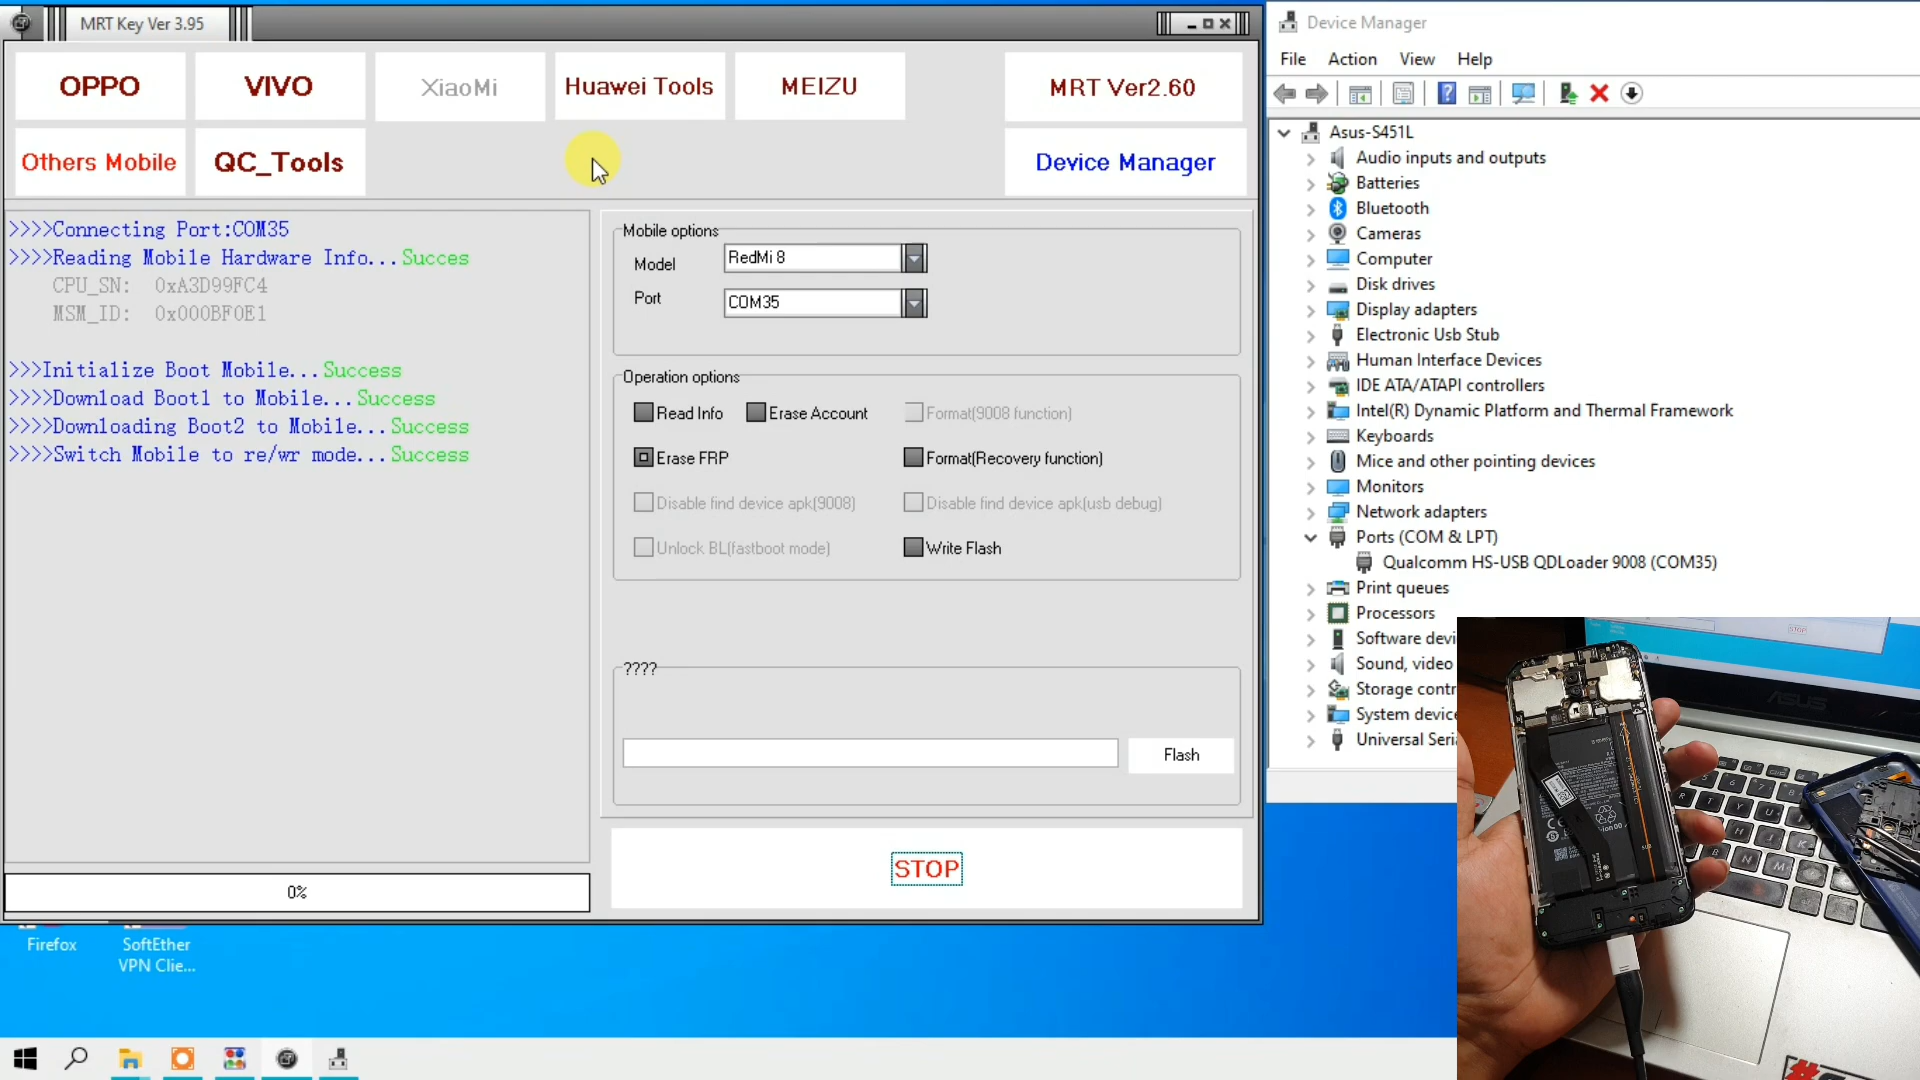 MRT Key Ver 3.95
OPPO
VIVO
XiaoMi
Huawei Tools
MEIZU
MRT Ver2.60
Others Mobile
QC_Tools
Device Manager
>>>>Connecting Port:COM35
>>>>Reading Mobile Hardware Info...Succes
CPU_SN: 0xA3D99FC4
MSM_ID: 0x000BF0E1
>>>Initialize Boot Mobile...Success
>>>>Download Boot1 to Mobile...Success
>>>>Downloading Boot2 to Mobile...Success
>>>>Switch Mobile to re/wr mode...Success
0%
Mobile options
Model
RedMi 8
Port
COM35
Operation options
Read Info
Erase Account
Format(9008 function)
Erase FRP
Format(Recovery function)
Disable find device apk(9008)
Disable find device apk(usb debug)
Unlock BL(fastboot mode)
Write Flash
????
Flash
STOP
Device Manager
File Action View Help
Asus-S451L
Audio inputs and outputs
Batteries
Bluetooth
Cameras
Computer
Disk drives
Display adapters
Electronic Usb Stub
Human Interface Devices
IDE ATA/ATAPI controllers
Intel(R) Dynamic Platform and Thermal Framework
Keyboards
Mice and other pointing devices
Monitors
Network adapters
Ports (COM & LPT)
Qualcomm HS-USB QDLoader 9008 (COM35)
Print queues
Processors
Software devi
Sound, video
Storage contr
System device
Universal Seri
Firefox
SoftEther
VPN Clie...
ASUS